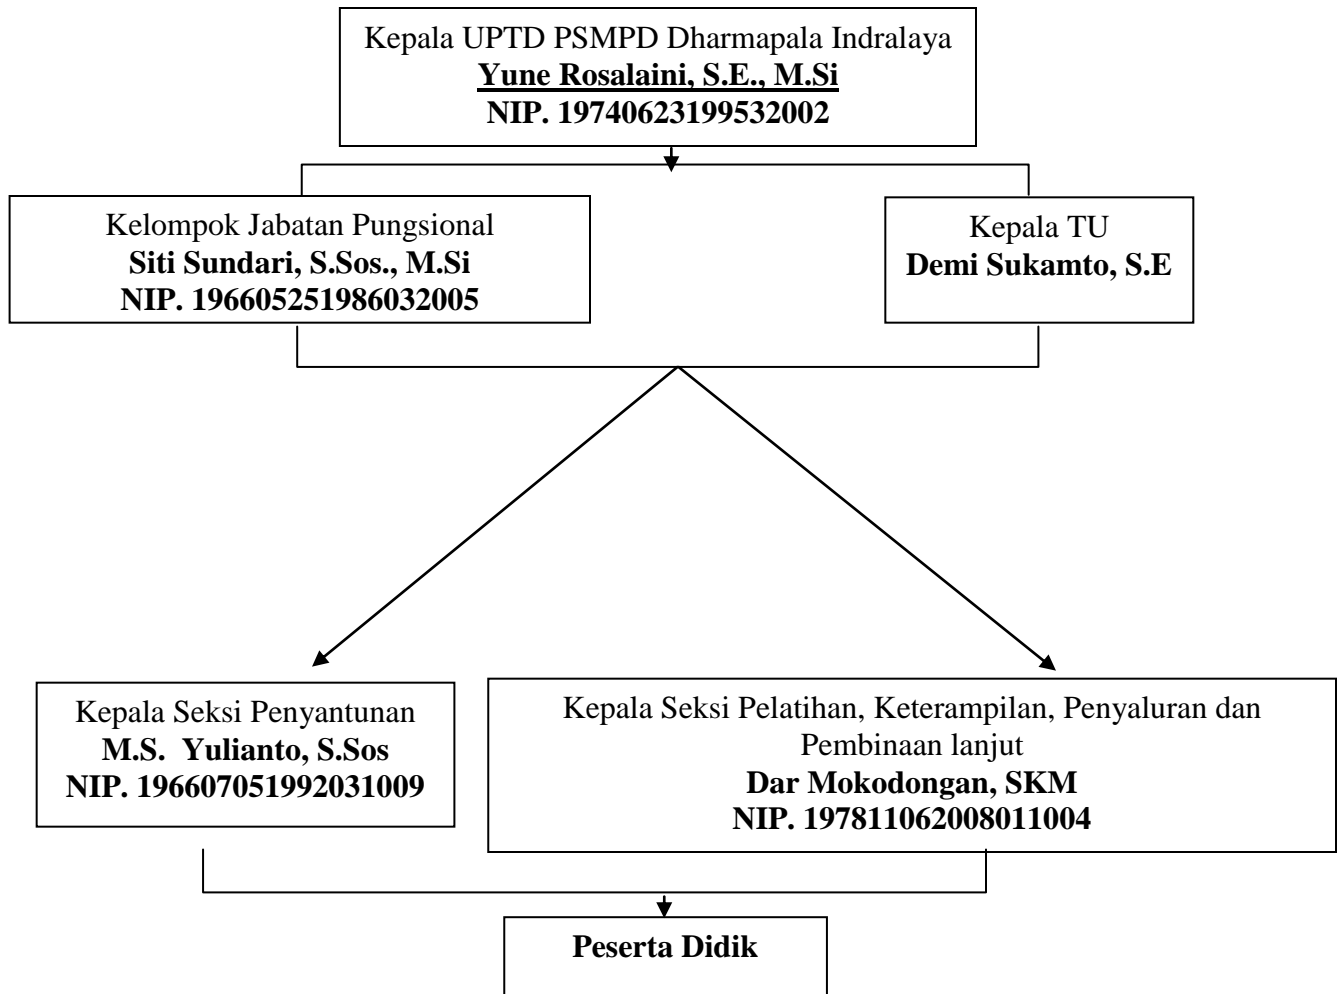 Kepala UPTD PSMPD Dharmapala Indralaya
Yune Rosalaini, S.E., M.Si
NIP. 19740623199532002
Kelompok Jabatan Pungsional
Siti Sundari, S.Sos., M.Si
NIP. 196605251986032005
Kepala TU
Demi Sukamto, S.E
Kepala Seksi Penyantunan
M.S. Yulianto, S.Sos
NIP. 196607051992031009
Kepala Seksi Pelatihan, Keterampilan, Penyaluran dan
Pembinaan lanjut
Dar Mokodongan, SKM
NIP. 197811062008011004
Peserta Didik